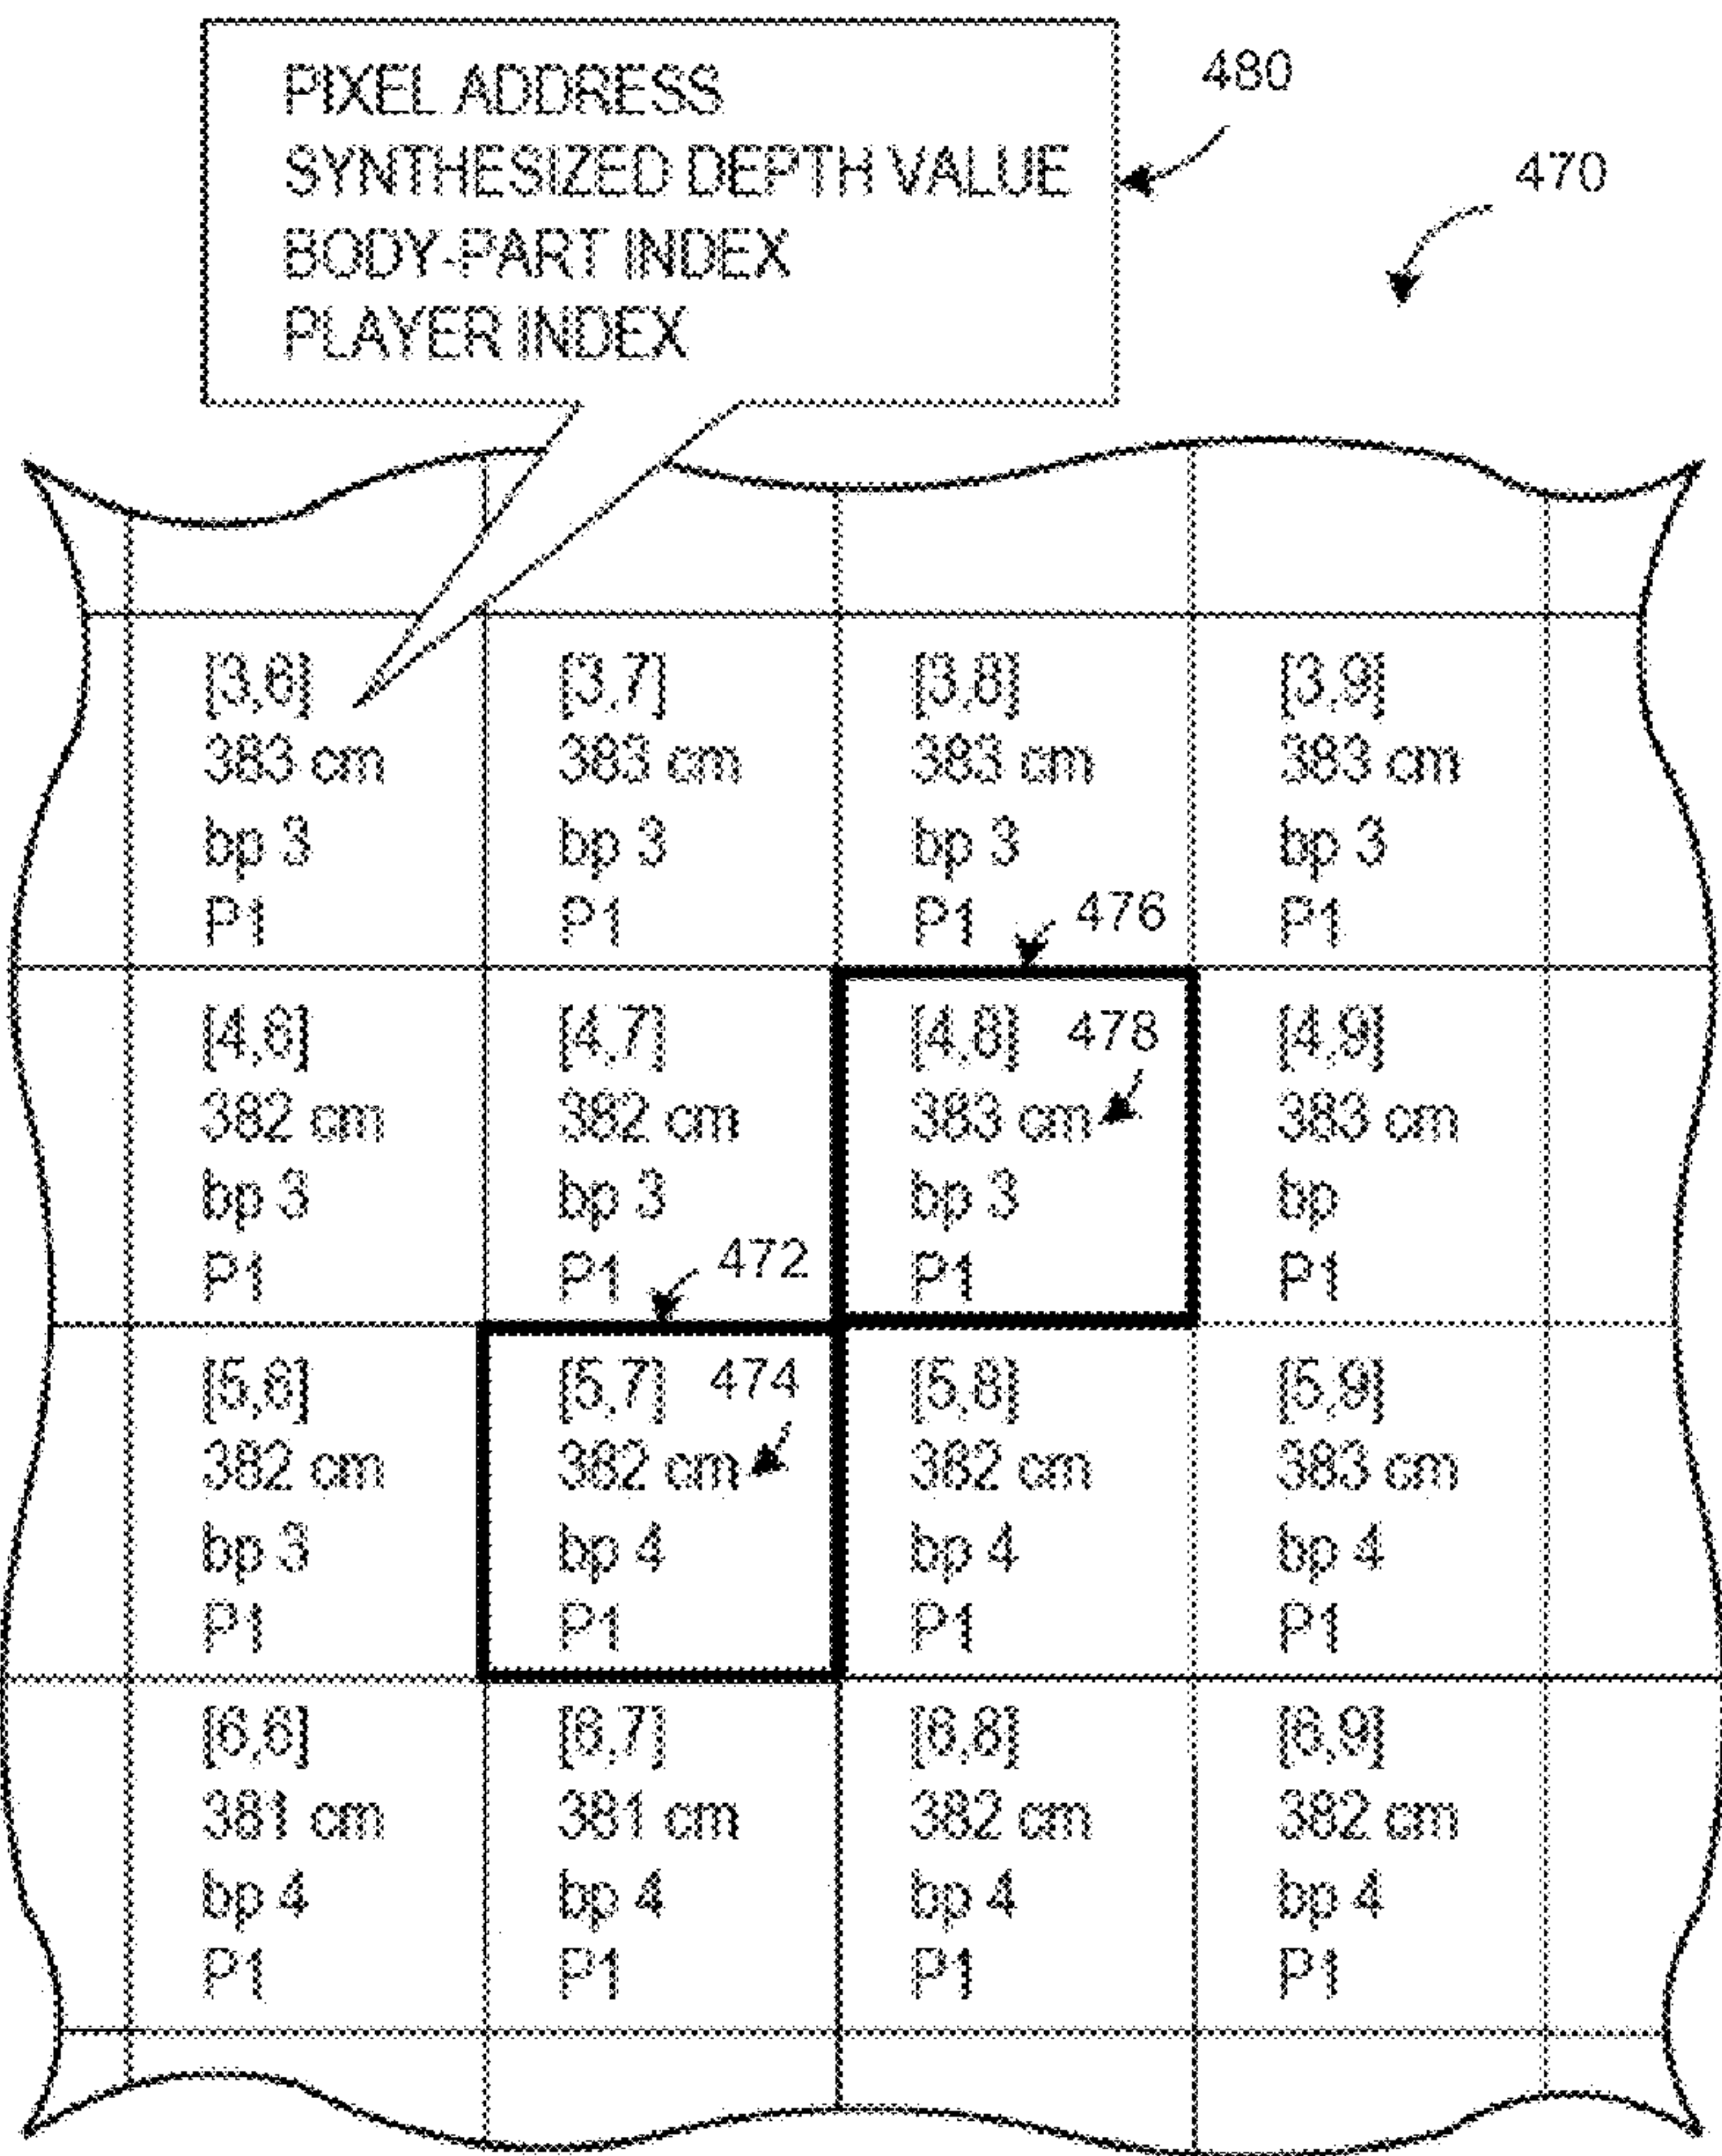 PIXEL ADDRESS
SYNTHESIZED DEPTH VALUE
BODY-PART INDEX
PLAYER INDEX
480
470
[3,6] [3,7] [3,8] [3,9]
383 cm 383 cm 383 cm 383 cm
bp 3 bp 3 bp 3 bp 3
P1 P1 P1 476 P1
[4,6] [4,7] [4,8] 478 [4,9]
382 cm 382 cm 383 cm 383 cm
bp 3 bp 3 bp 3 bp
P1 P1 472 P1 P1
[5,6] [5,7] 474 [5,8] [5,9]
382 cm 382 cm 382 cm 383 cm
bp 3 bp 4 bp 4 bp 4
P1 P1 P1 P1
[6,6] [6,7] [6,8] [6,9]
381 cm 381 cm 382 cm 382 cm
bp 4 bp 4 bp 4 bp 4
P1 P1 P1 P1